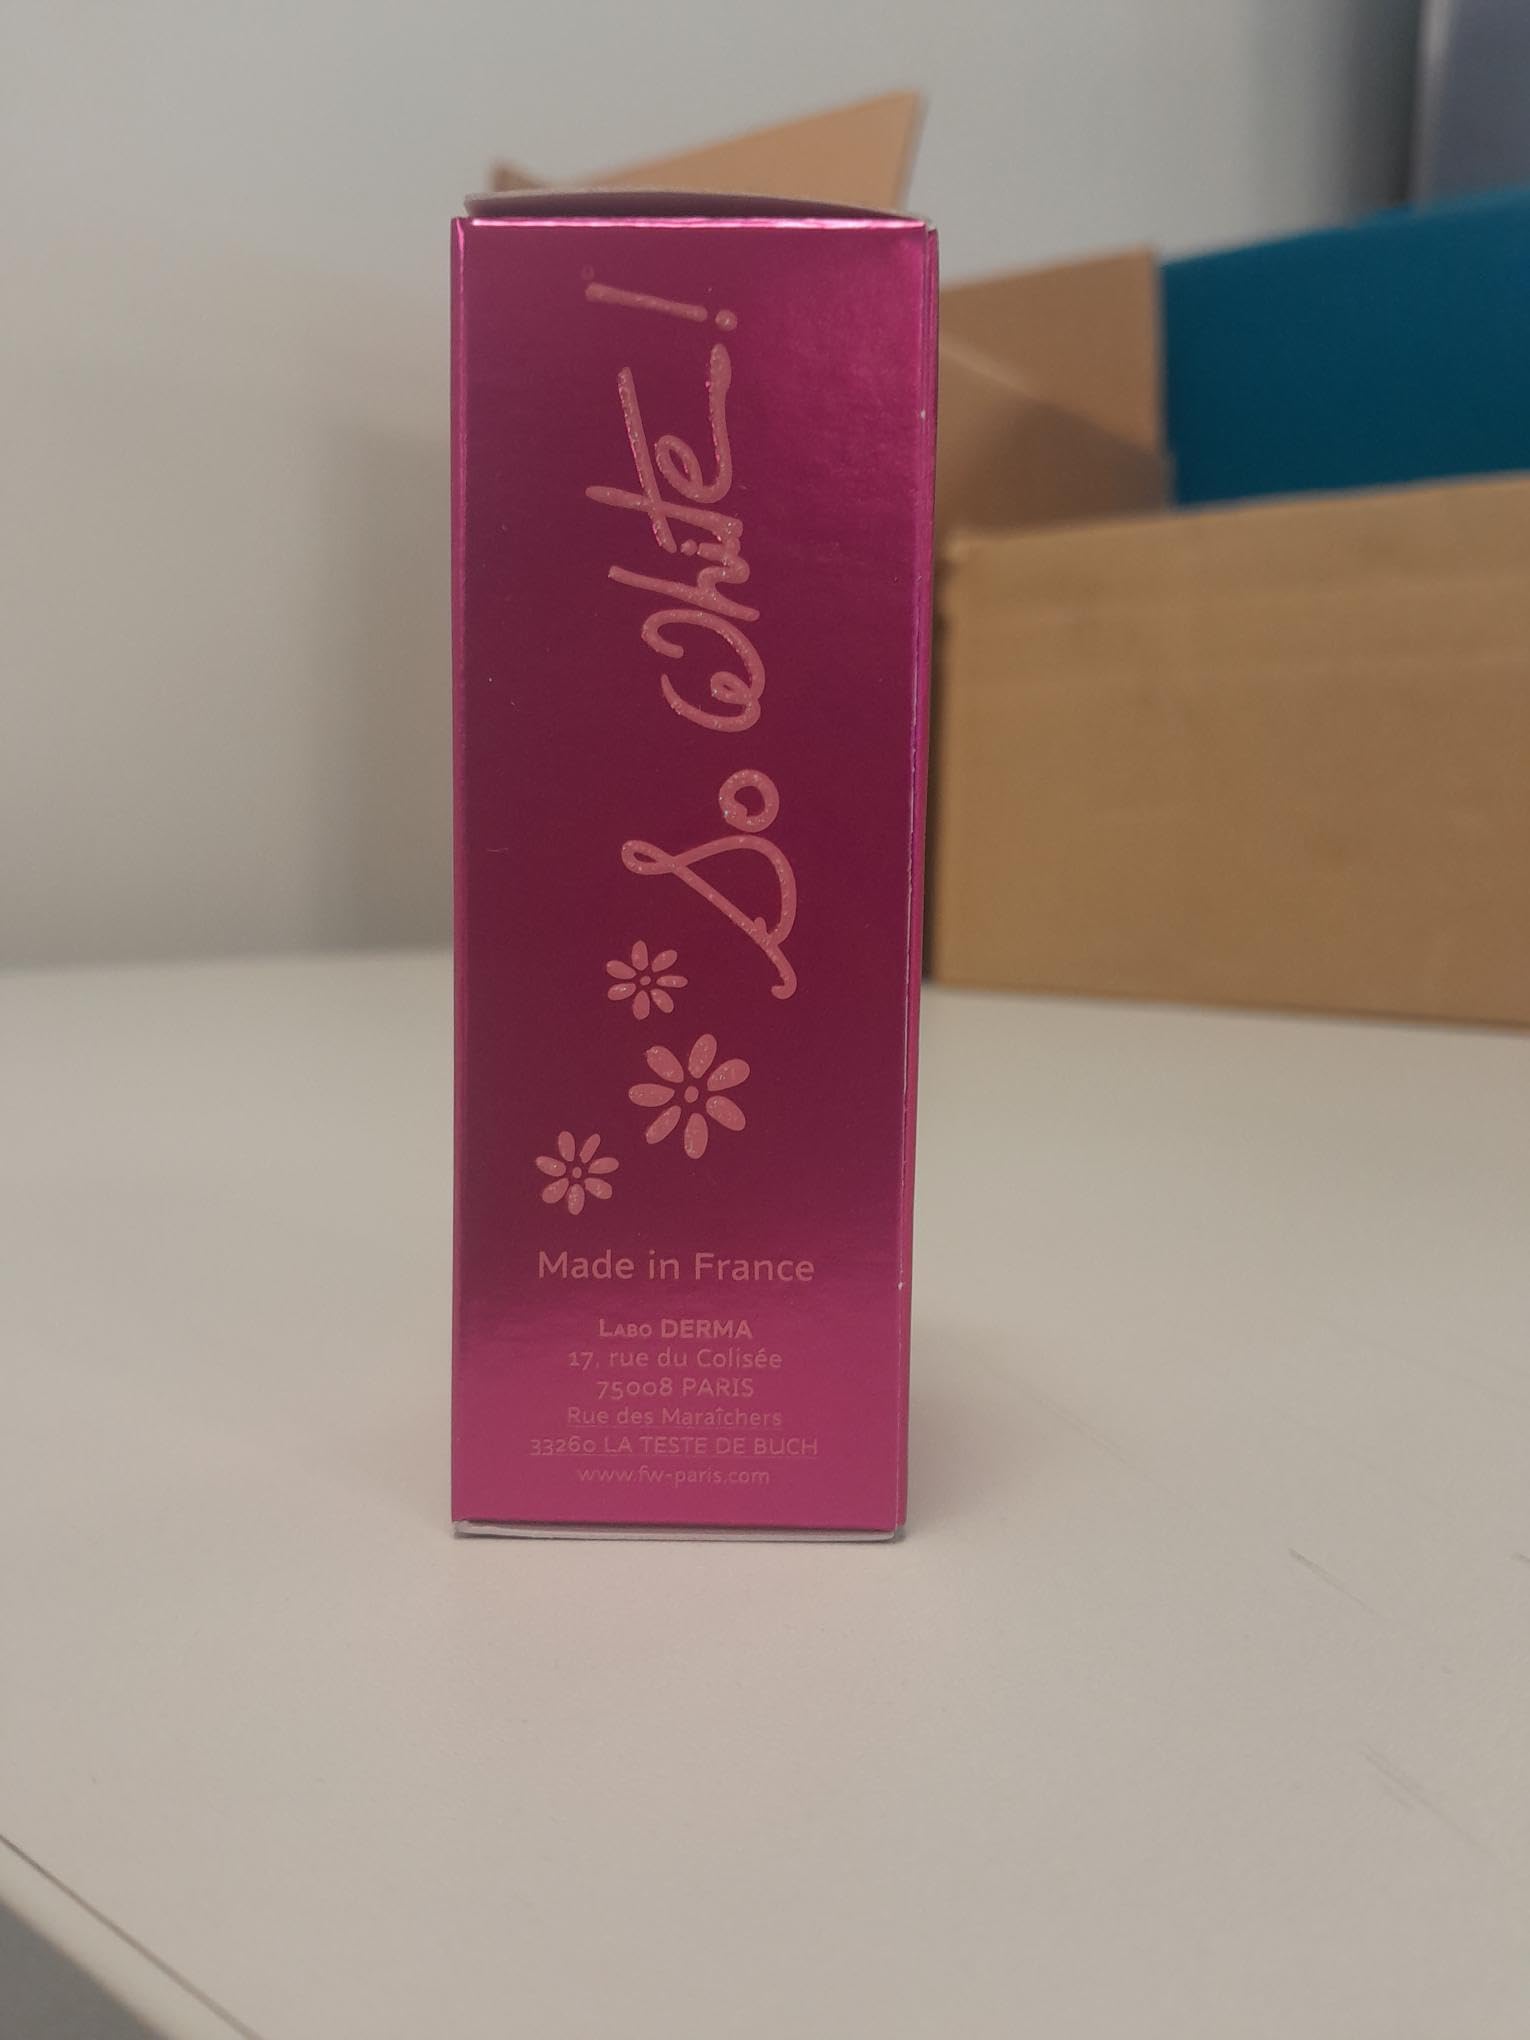 So White!
Made in France
LABO DERMA
17, rue du Colisée
75008 PARIS
Rue des Maraîchers
33260 LA TESTE DE BUCH
www.fw-paris.com